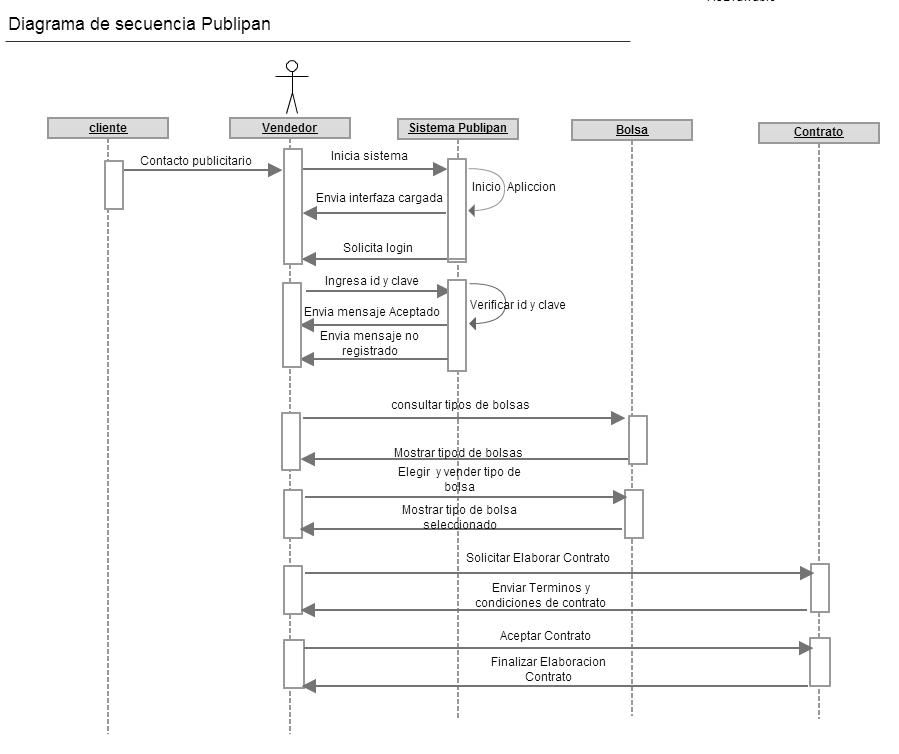 Diagrama de secuencia Publipan
cliente
Vendedor
Sistema Publipan
Bolsa
Contrato
Contacto publicitario
Inicia sistema
Inicio Apliccion
Envia interfaza cargada
Solicita login
Ingresa id y clave
Verificar id y clave
Envia mensaje Aceptado
Envia mensaje no
registrado
consultar tipos de bolsas
Mostrar tipod de bolsas
Elegir y vender tipo de
bolsa
Mostrar tipo de bolsa
seleccionado
Solicitar Elaborar Contrato
Enviar Terminos y
condiciones de contrato
Aceptar Contrato
Finalizar Elaboracion
Contrato